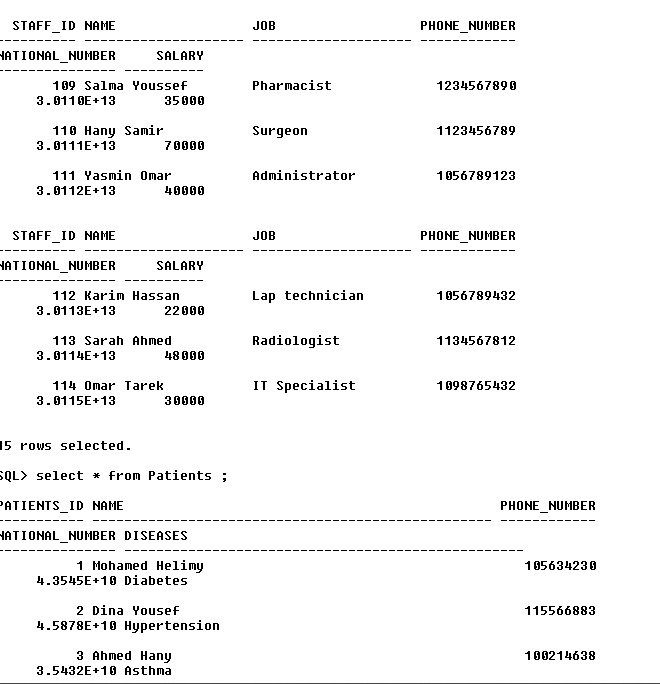 STAFF_ID NAME JOB PHONE_NUMBER
NATIONAL_NUMBER SALARY
109 Salma Youssef Pharmacist 1234567890
3.0110E+13 35000
110 Hany Samir Surgeon 1123456789
3.0111E+13 70000
111 Yasmin Omar Administrator 1056789123
3.0112E+13 40000
STAFF_ID NAME JOB PHONE_NUMBER
NATIONAL_NUMBER SALARY
112 Karim Hassan Lap technician 1056789432
3.0113E+13 22000
113 Sarah Ahmed Radiologist 1134567812
3.0114E+13 48000
114 Omar Tarek IT Specialist 1098765432
3.0115E+13 30000
15 rows selected.
SQL> select * from Patients ;
PATIENTS_ID NAME PHONE_NUMBER
NATIONAL_NUMBER DISEASES
1 Mohamed Helimy 105634230
4.3545E+10 Diabetes
2 Dina Yousef 115566883
4.5878E+10 Hypertension
3 Ahmed Hany 100214638
3.5432E+10 Asthma